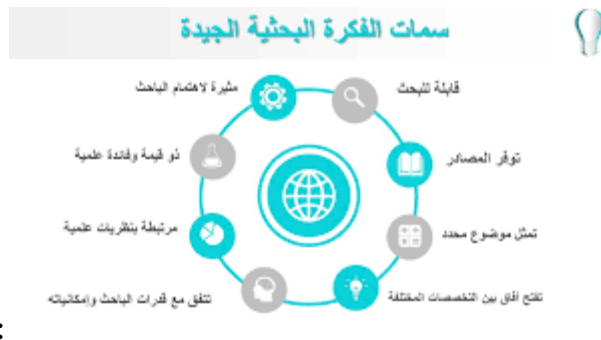 سمات الفكرة البحثية الجيدة
قابلة للبحث
مثيرة لاهتمام الباحث
توفر المصادر
ذو قيمة وفائدة علمية
تمثل موضوع محدد
مرتبطة بنظريات علمية
تفتح آفاق بين التخصصات المختلفة
تتفق مع قدرات الباحث وإمكانياته
: